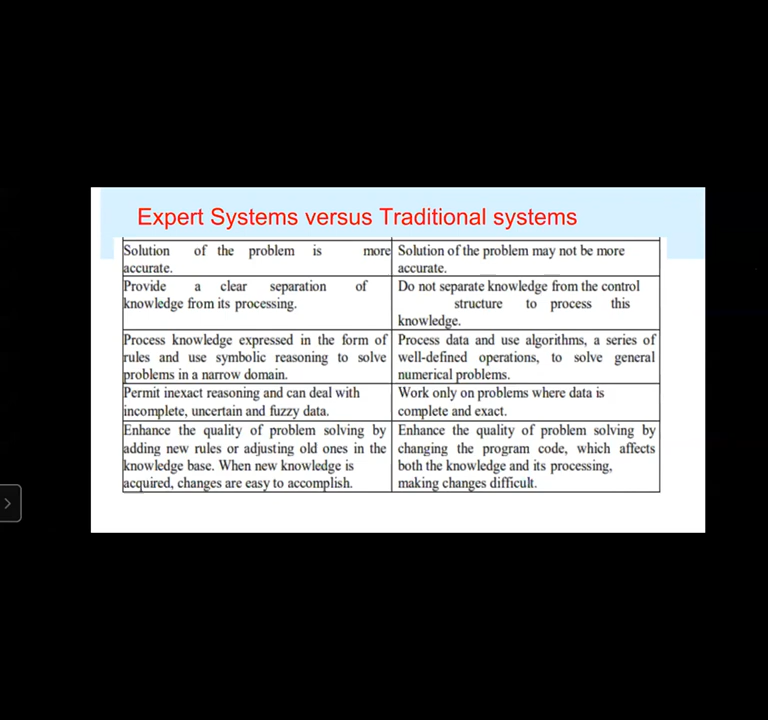 Expert Systems versus Traditional systems
Solution of the problem is more
accurate.
Solution of the problem may not be more
accurate.
Provide a clear separation of
knowledge from its processing.
Do not separate knowledge from the control
structure to process this
knowledge.
Process knowledge expressed in the form of
rules and use symbolic reasoning to solve
problems in a narrow domain.
Process data and use algorithms, a series of
well-defined operations, to solve general
numerical problems.
Permit inexact reasoning and can deal with
incomplete, uncertain and fuzzy data.
Work only on problems where data is
complete and exact.
Enhance the quality of problem solving by
adding new rules or adjusting old ones in the
knowledge base. When new knowledge is
acquired, changes are easy to accomplish.
Enhance the quality of problem solving by
changing the program code, which affects
both the knowledge and its processing,
making changes difficult.